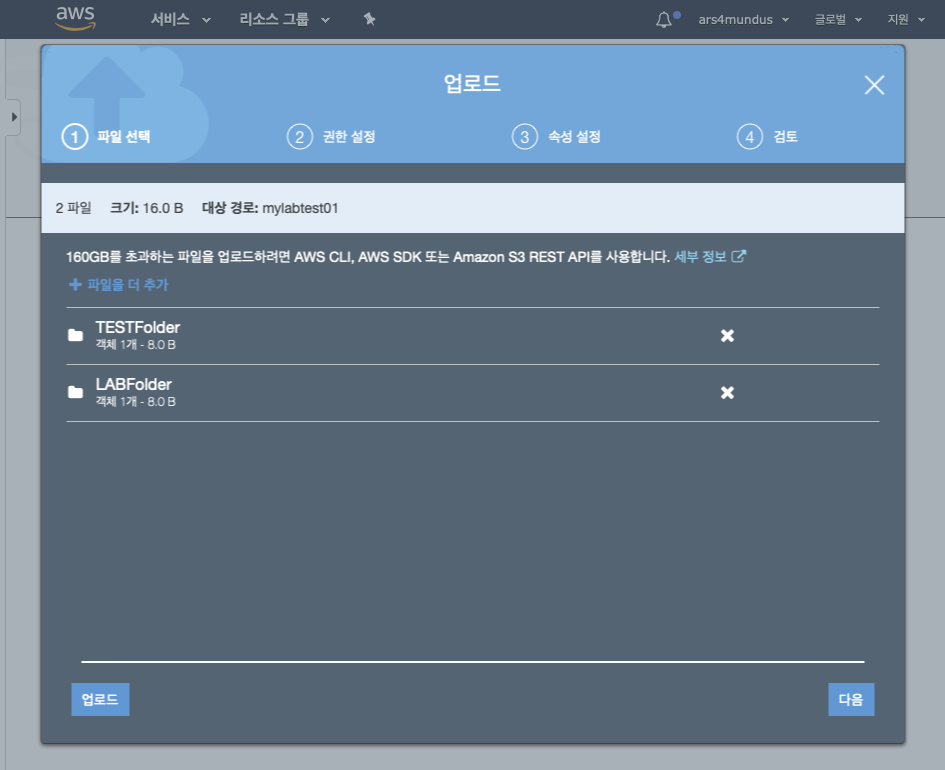 aws 서비스 리소스 그룹 ars4mundus 글로벌 지원
업로드
1 파일 선택 2 권한 설정 3 속성 설정 4 검토
2 파일 크기: 16.0 B 대상 경로: mylabtest01
160GB를 초과하는 파일을 업로드하려면 AWS CLI, AWS SDK 또는 Amazon S3 REST API를 사용합니다. 세부 정보
+ 파일을 더 추가
TESTFolder
객체 1개 - 8.0 B
LABFolder
객체 1개 - 8.0 B
업로드 다음